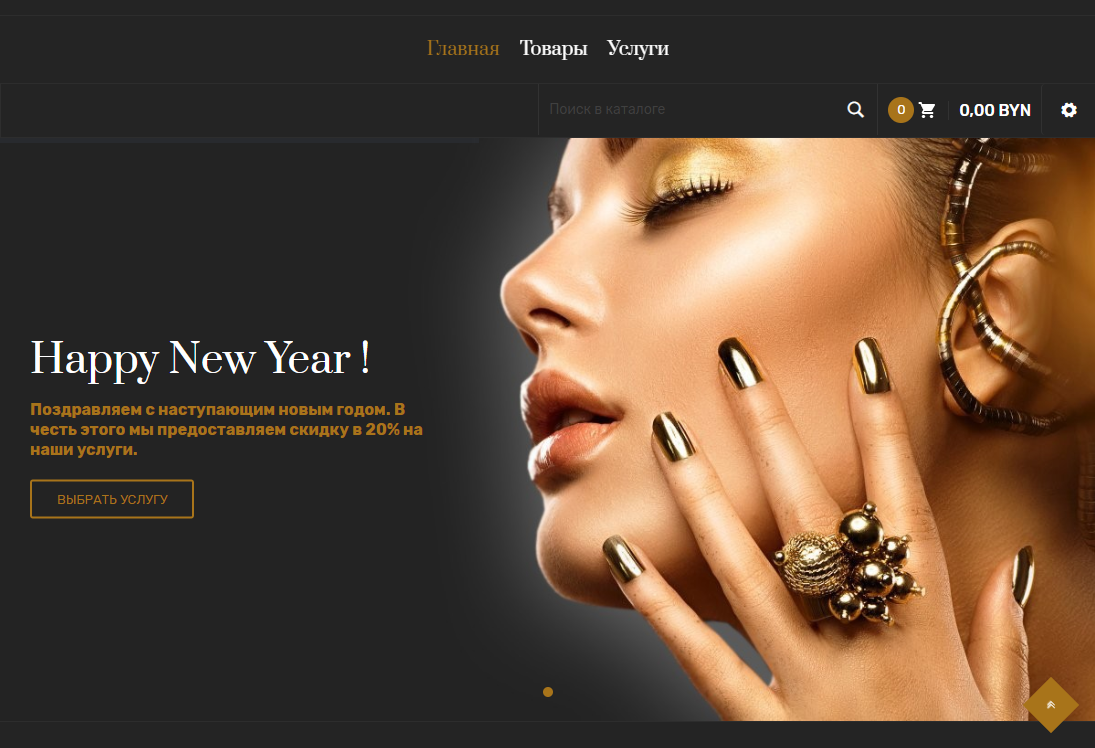 Главная Товары Услуги
Поиск в каталоге 0 0,00 BYN
Happy New Year !
Поздравляем с наступающим новым годом. В
честь этого мы предоставляем скидку в 20% на
наши услуги.
ВЫБРАТЬ УСЛУГУ